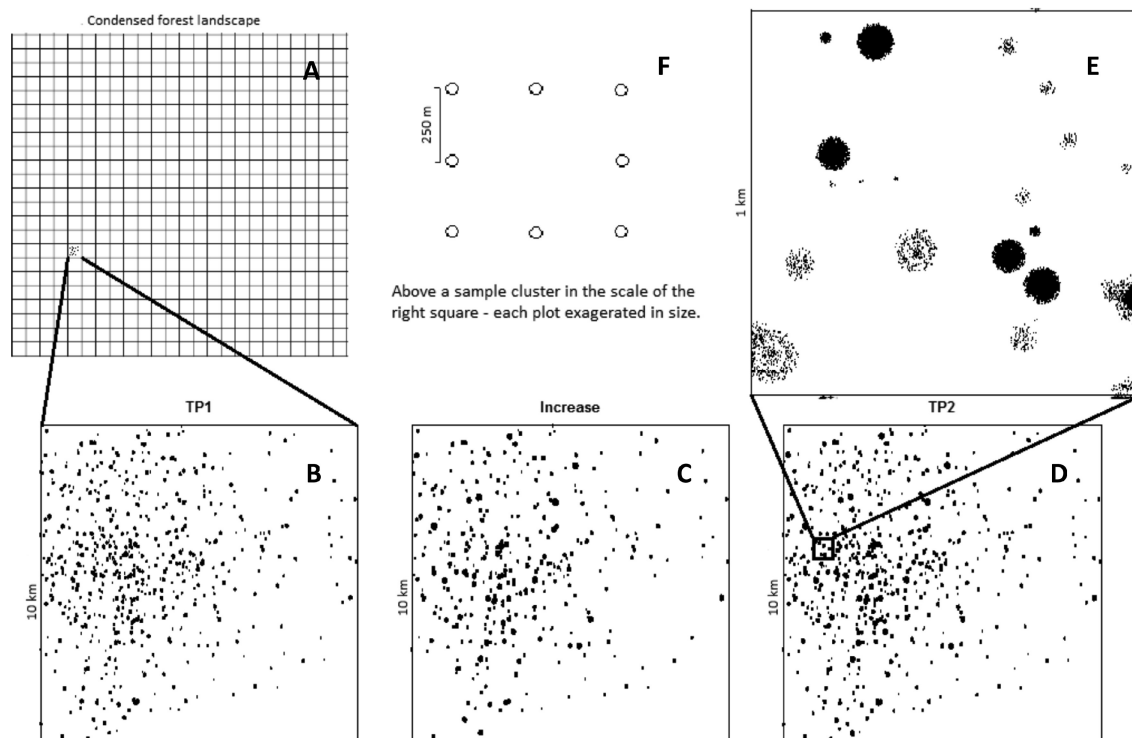 . Condensed forest landscape
A
F
E
250 m
1 km
Above a sample cluster in the scale of the
right square - each plot exagerated in size.
TP1
Increase
TP2
B
C
D
10 km
10 km
10 km